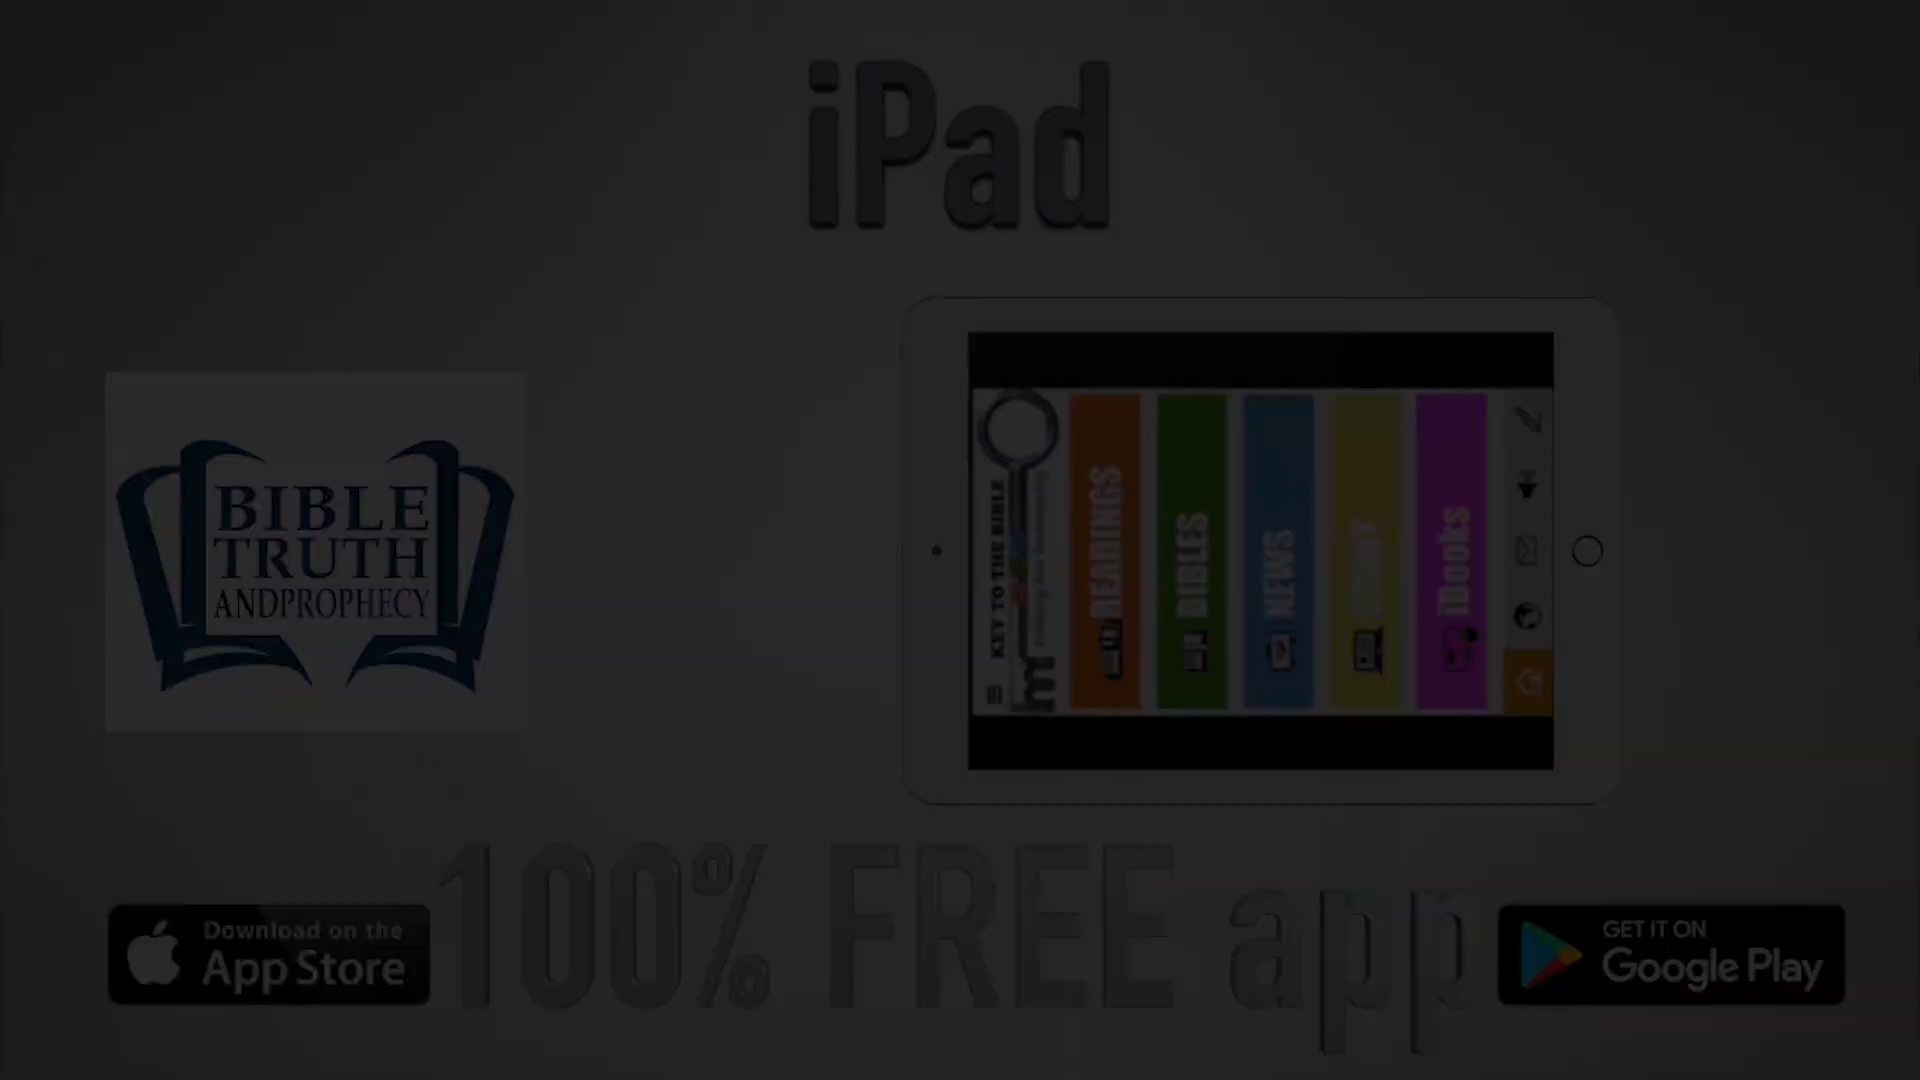 iPad
BIBLE
TRUTH
ANDPROPHECY
KEY TO THE BIBLE
READINGS
BIBLES
NEWS
iBooks
100% FREE app
Download on the
App Store
GET IT ON
Google Play